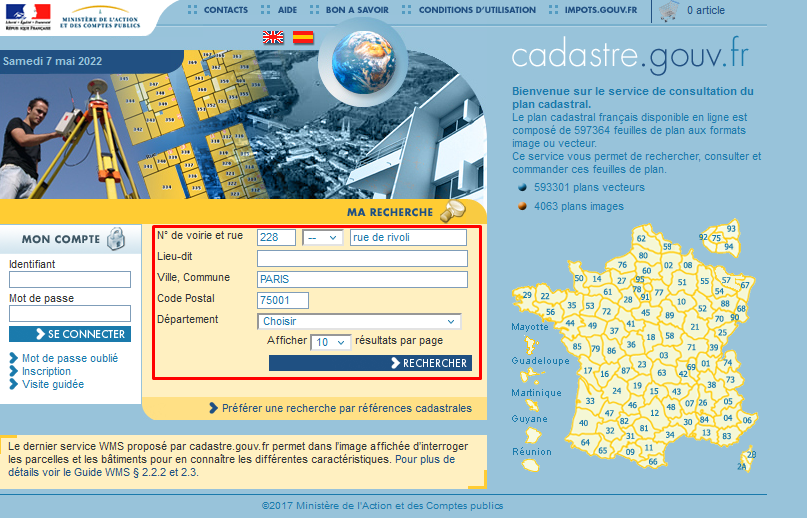 Liberté • Égalité • Fraternité
RÉPUBLIQUE FRANÇAISE
MINISTÈRE DE L'ACTION
ET DES COMPTES PUBLICS
CONTACTS
AIDE
BON A SAVOIR
CONDITIONS D'UTILISATION
IMPOTS.GOUV.FR
0 article
Samedi 7 mai 2022
cadastre.gouv.fr
Bienvenue sur le service de consultation du
plan cadastral.
Le plan cadastral français disponible en ligne est
composé de 597364 feuilles de plan aux formats
image ou vecteur.
Ce service vous permet de rechercher, consulter et
commander ces feuilles de plan.
593301 plans vecteurs
4063 plans images
MA RECHERCHE
MON COMPTE
Identifiant
Mot de passe
SE CONNECTER
Mot de passe oublié
Inscription
Visite guidée
N° de voirie et rue
228
--
rue de rivoli
Lieu-dit
Ville, Commune
PARIS
Code Postal
75001
Département
Choisir
Afficher 10 résultats par page
RECHERCHER
Préférer une recherche par références cadastrales
Le dernier service WMS proposé par cadastre.gouv.fr permet dans l'image affichée d'interroger
les parcelles et les bâtiments pour en connaître les différentes caractéristiques. Pour plus de
détails voir le Guide WMS § 2.2.2 et 2.3.
Mayotte
Guadeloupe
Martinique
Guyane
Réunion
93
92 75
94
62
59
80
76
60 02 08
50 14 27 95
57 67
29 22
61 28 78 91 77 51 55 54
56 35 53 72 45 89 10 52 88 68
44 49 37 41 58 21 70 90
85 79 86 36 18 71 39 25
17 16 87 23 03 42 69 01 74
24 19 63 38 73
33 46 15 43 07 26 05
40 47 82 12 48 30 84 04 06
64 32 31 81 34 13 83
65 09 11
66
2B
2A
©2017 Ministère de l'Action et des Comptes publics